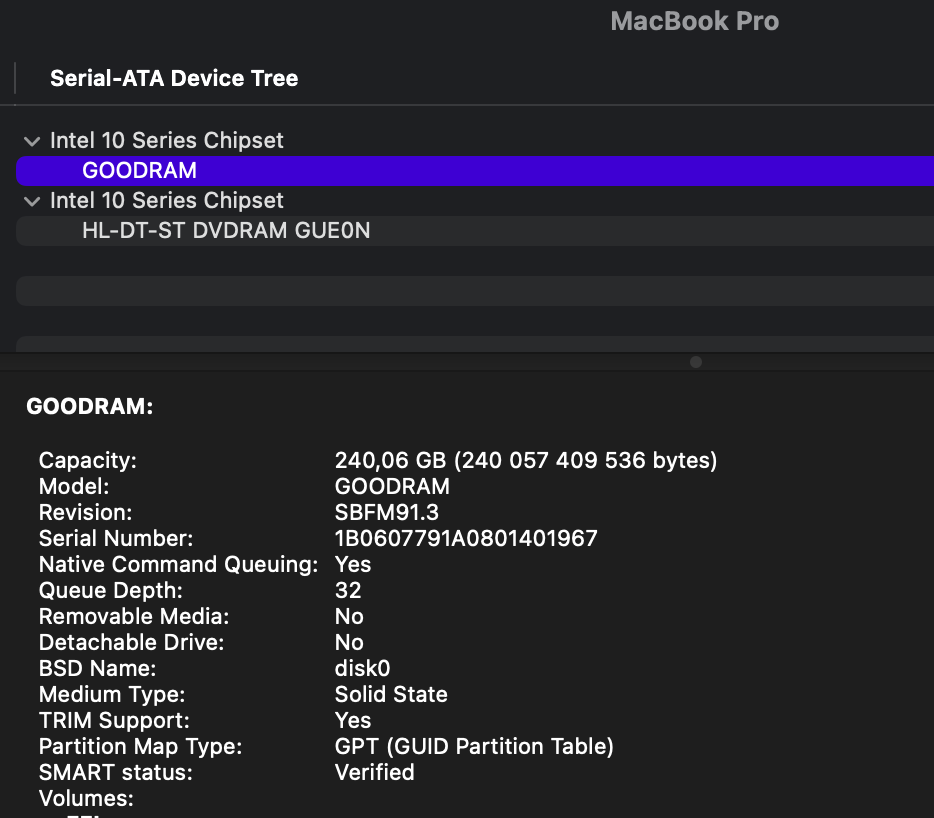 MacBook Pro
Serial-ATA Device Tree
Intel 10 Series Chipset
GOODRAM
Intel 10 Series Chipset
HL-DT-ST DVDRAM GUE0N
GOODRAM:
Capacity: 240,06 GB (240 057 409 536 bytes)
Model: GOODRAM
Revision: SBFM91.3
Serial Number: 1B0607791A0801401967
Native Command Queuing: Yes
Queue Depth: 32
Removable Media: No
Detachable Drive: No
BSD Name: disk0
Medium Type: Solid State
TRIM Support: Yes
Partition Map Type: GPT (GUID Partition Table)
SMART status: Verified
Volumes: